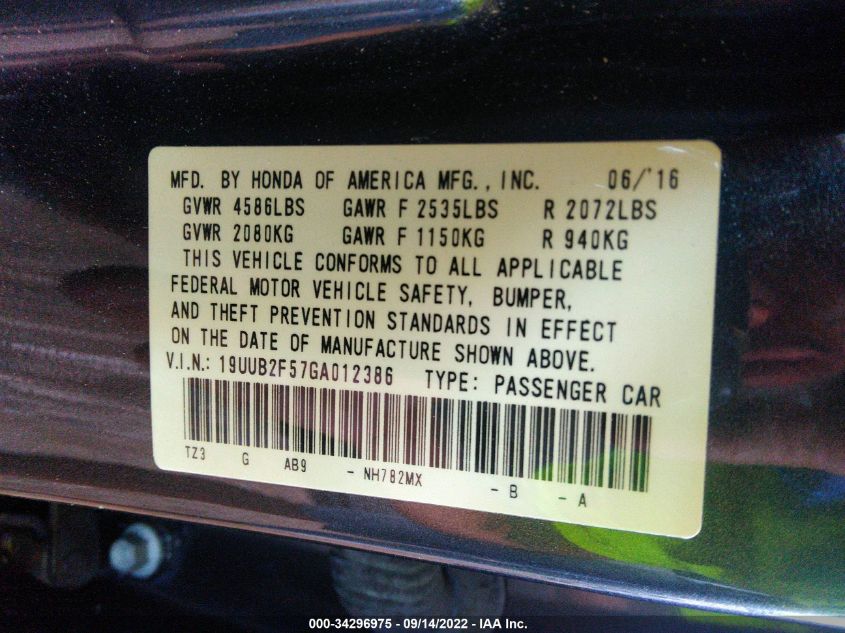 MFD. BY HONDA OF AMERICA MFG., INC. 06/'16
GVWR 4586LBS GAWR F 2535LBS R 2072LBS
GVWR 2080KG GAWR F 1150KG R 940KG
THIS VEHICLE CONFORMS TO ALL APPLICABLE
FEDERAL MOTOR VEHICLE SAFETY, BUMPER,
AND THEFT PREVENTION STANDARDS IN EFFECT
ON THE DATE OF MANUFACTURE SHOWN ABOVE.
V.I.N.: 19UUB2F57GA012386 TYPE: PASSENGER CAR
TZ3 G AB9 - NH782MX - B - A
000-34296975 - 09/14/2022 - IAA Inc.